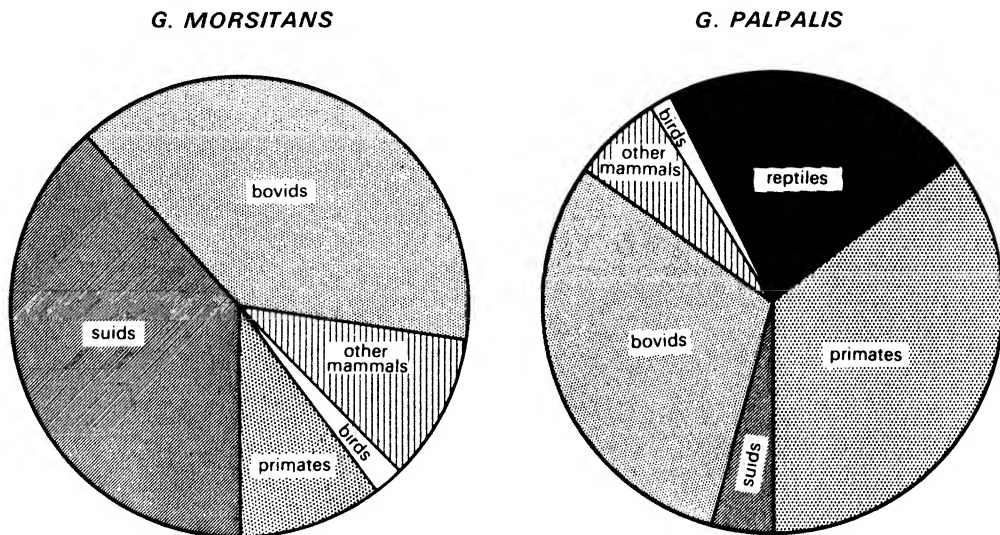 G. MORSITANS
bovids
suids
other
mammals
birds
primates
G. PALPALIS
birds
other
mammals
reptiles
bovids
primates
suids